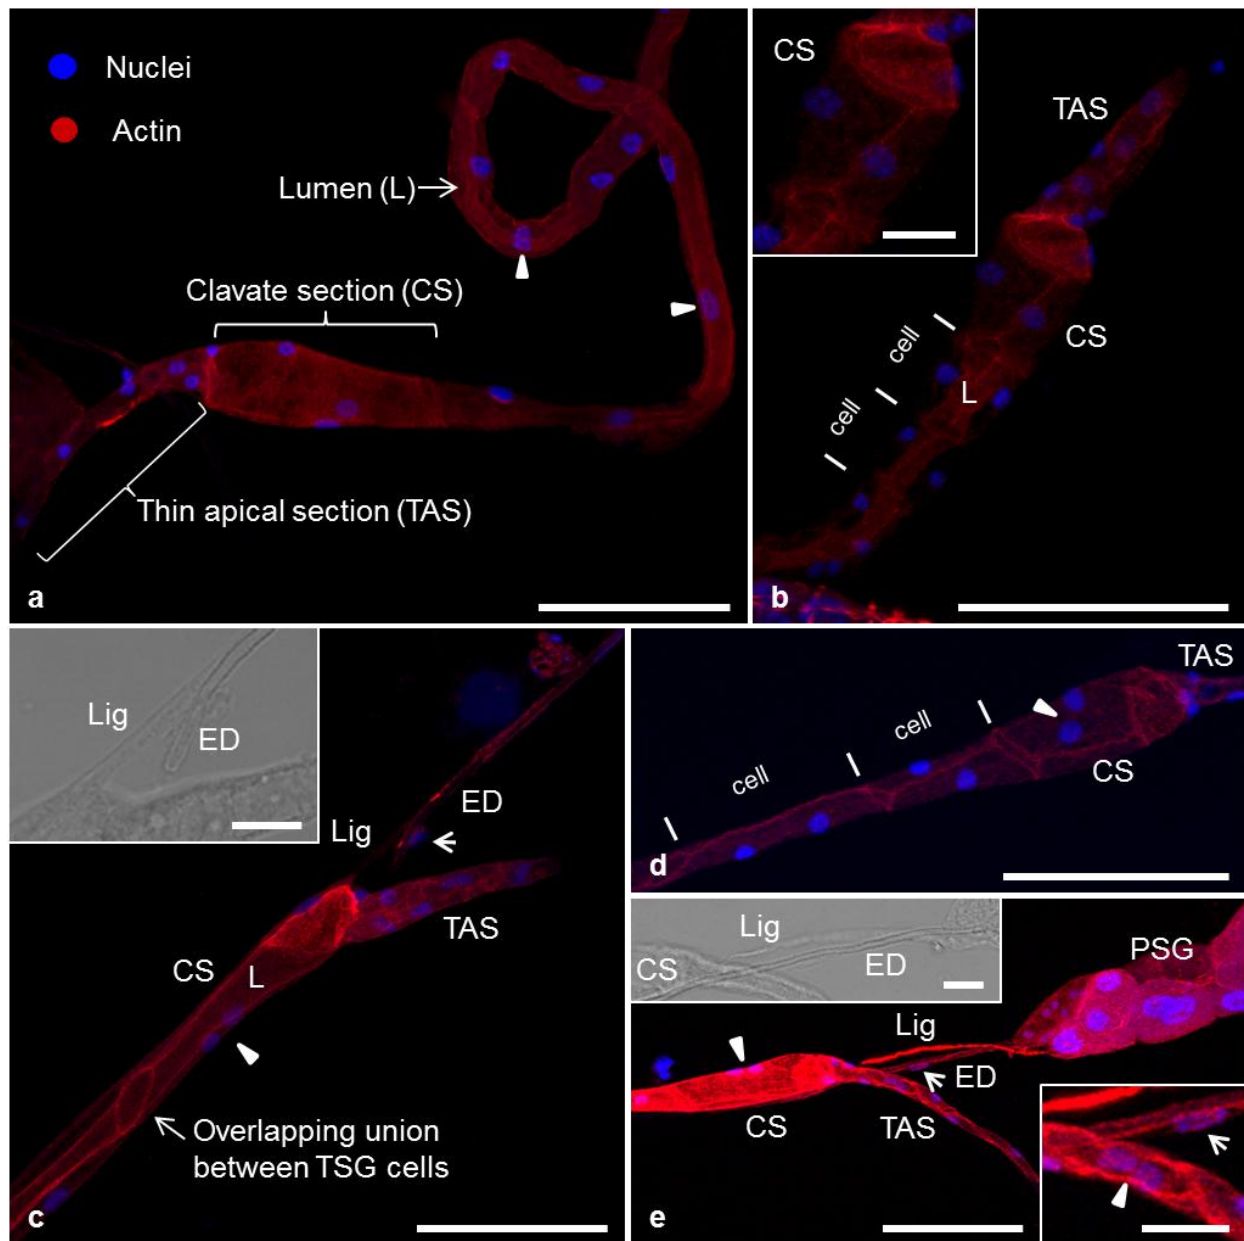 Nuclei
Actin
Lumen (L)
Clavate section (CS)
Thin apical section (TAS)
a
CS
TAS
cell
CS
cell
L
b
Lig
ED
ED
Lig
TAS
CS
L
Overlapping union
between TSG cells
c
TAS
cell
cell
CS
d
Lig
CS
ED
PSG
Lig
ED
CS
TAS
e